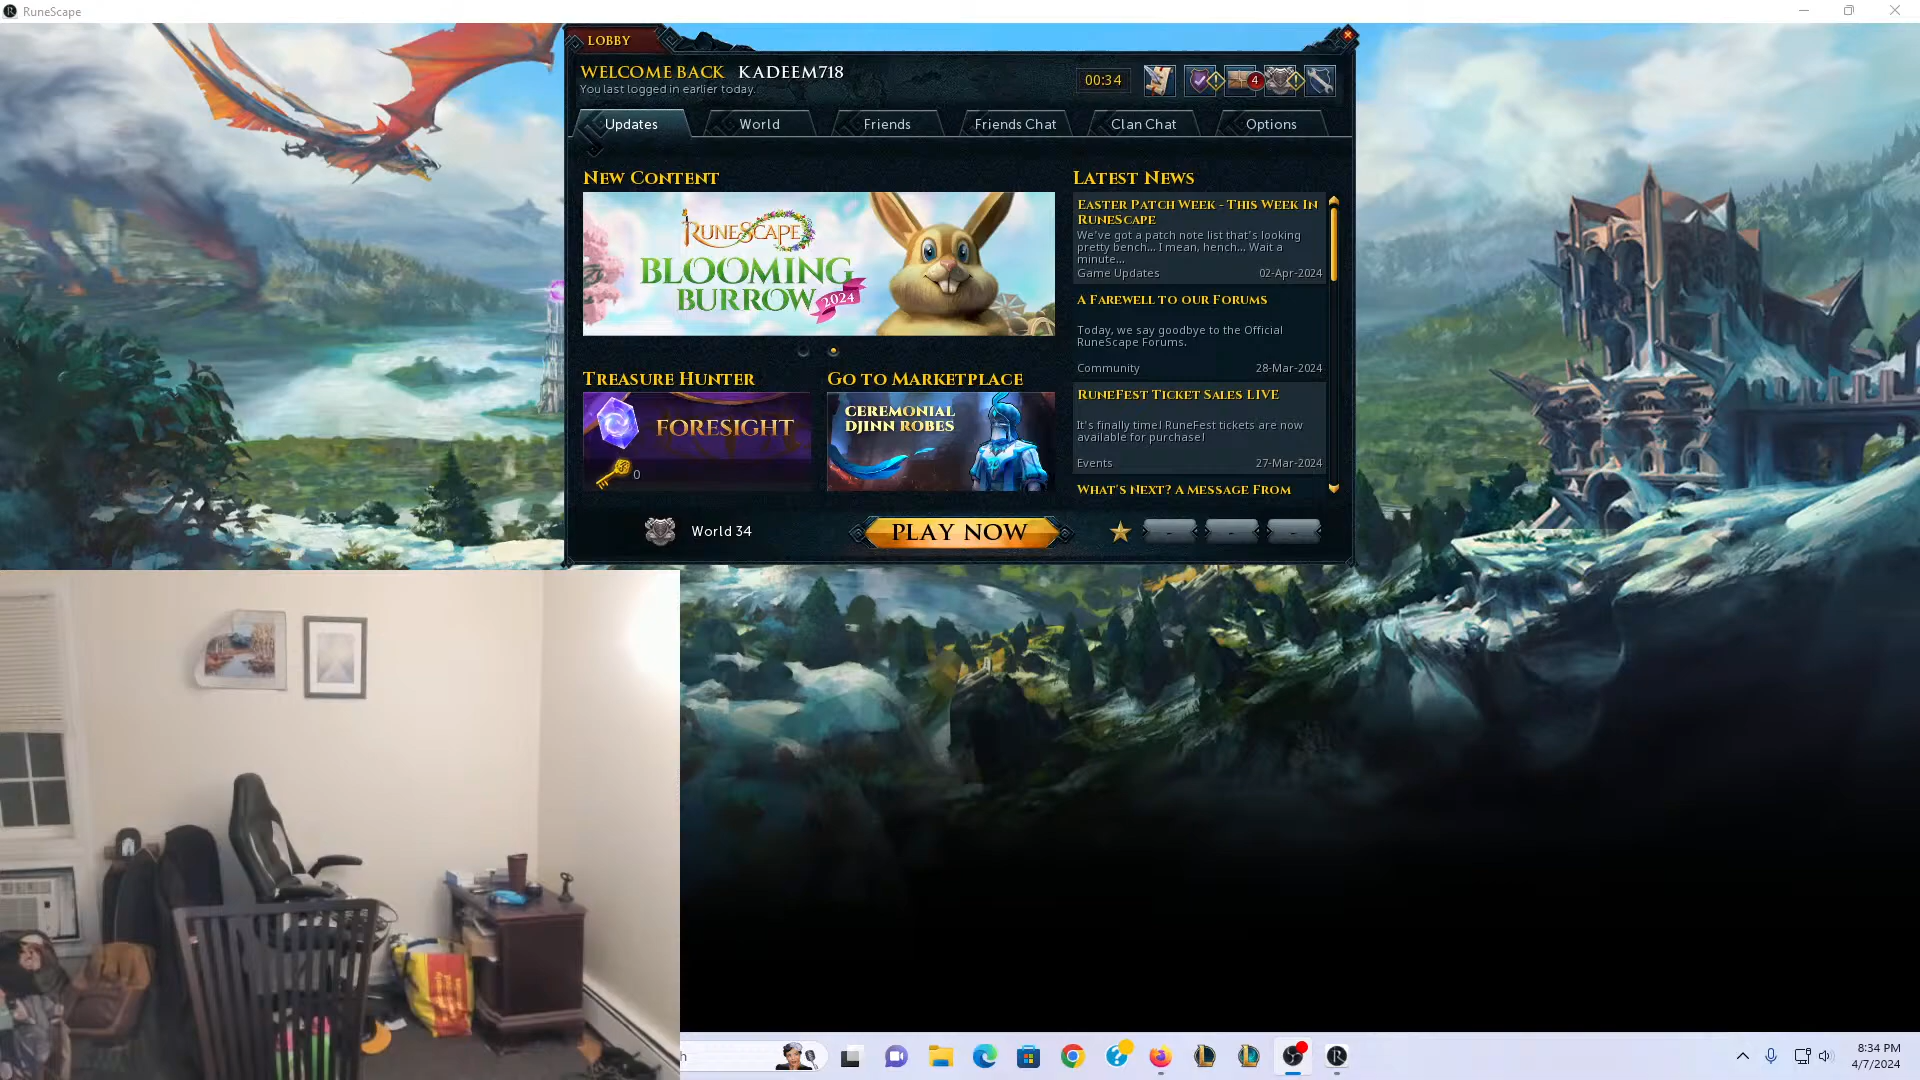 RuneScape
LOBBY
WELCOME BACK KADEEM718
You last logged in earlier today.
00:34
4
Updates
World
Friends
Friends Chat
Clan Chat
Options
NEW CONTENT
RUNESCAPE
BLOOMING
BURROW
2024
LATEST NEWS
EASTER PATCH WEEK - THIS WEEK IN
RUNESCAPE
We've got a patch note list that's looking
pretty bench... I mean, hench... Wait a
minute...
Game Updates 02-Apr-2024
A FAREWELL TO OUR FORUMS
Today, we say goodbye to the Official
RuneScape Forums.
Community 28-Mar-2024
RUNEFEST TICKET SALES LIVE
It's finally time! RuneFest tickets are now
available for purchase!
Events 27-Mar-2024
WHAT'S NEXT? A MESSAGE FROM
TREASURE HUNTER
FORESIGHT
0
GO TO MARKETPLACE
CEREMONIAL
DJINN ROBES
World 34
PLAY NOW
- - -
h
8:34 PM
4/7/2024